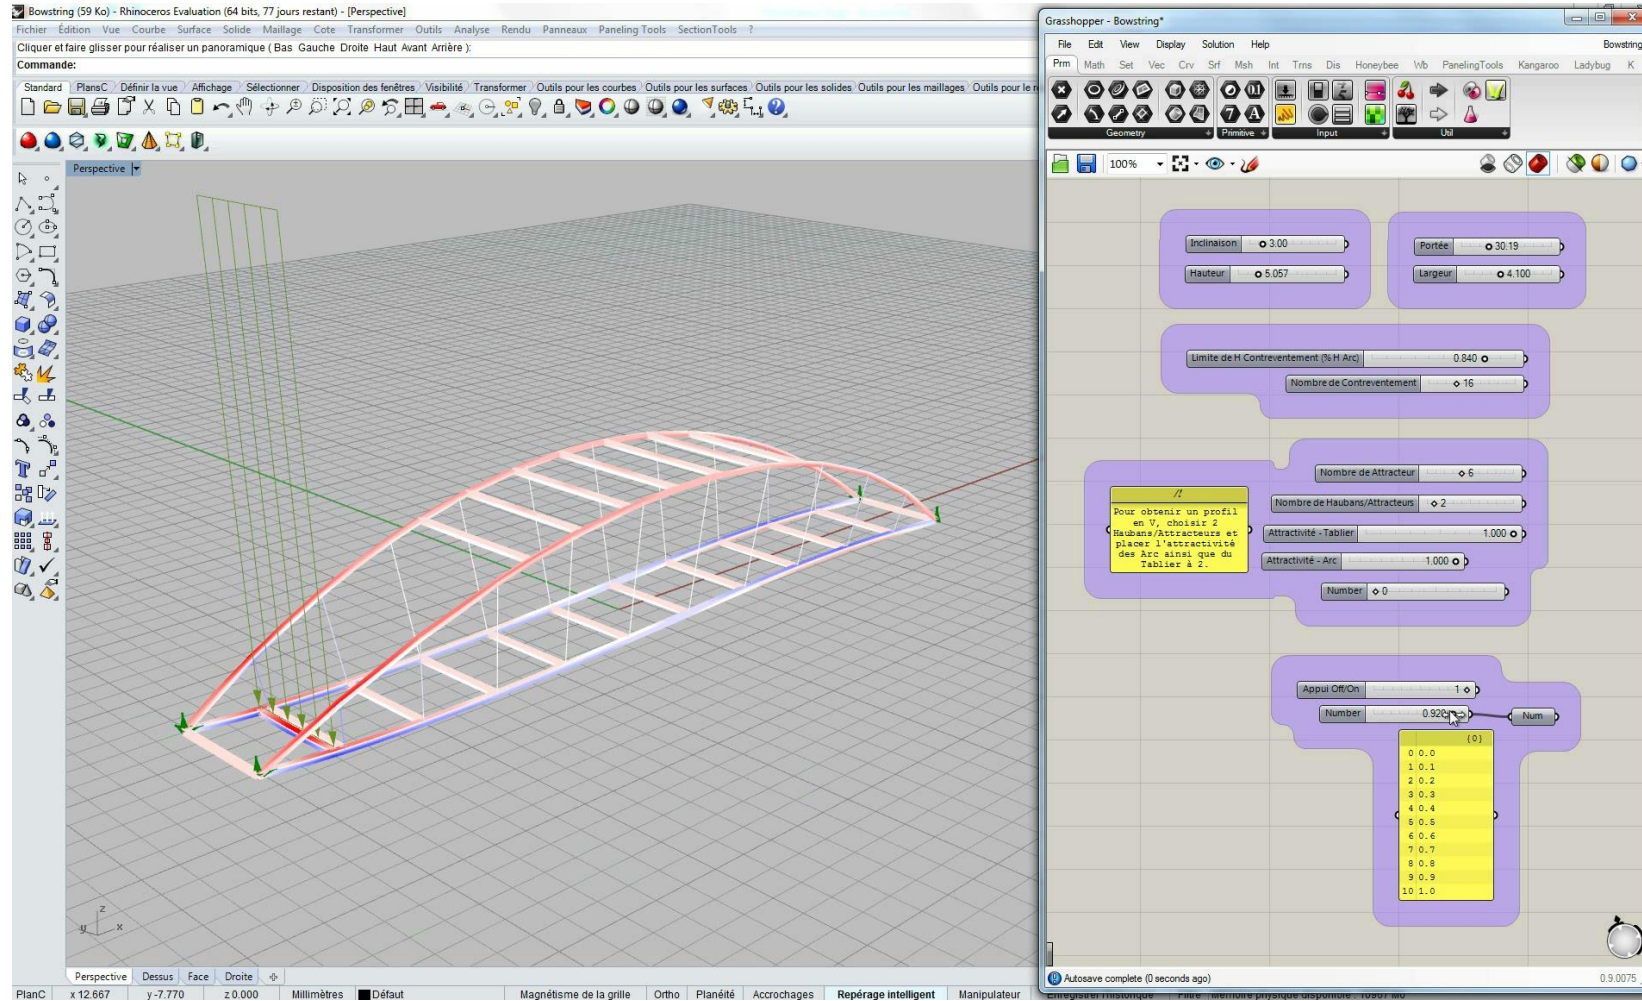 Bowstring (59 Ko) - Rhinoceros Evaluation (64 bits, 77 jours restant) - [Perspective]
Fichier Édition Vue Courbe Surface Solide Maillage Cote Transformer Outils Analyse Rendu Panneaux Paneling Tools SectionTools ?
Cliquer et faire glisser pour réaliser un panoramique ( Bas Gauche Droite Haut Avant Arrière ):
Commande:
Standard PlansC Définir la vue Affichage Sélectionner Disposition des fenêtres Visibilité Transformer Outils pour les courbes Outils pour les surfaces Outils pour les solides Outils pour les maillages Outils pour le
Perspective
z
y
x
Perspective Dessus Face Droite
PlanC x 12.667 y -7.770 z 0.000 Millimètres Défaut Magnétisme de la grille Ortho Planéité Accrochages Repérage intelligent Manipulateur Enregistrer l'historique Filtre Mémoire physique disponible : 10907 Mo
Grasshopper - Bowstring*
File Edit View Display Solution Help Bowstring
Prm Math Set Vec Crv Srf Msh Int Trns Dis Honeybee Wb PanelingTools Kangaroo Ladybug K
Geometry Primitive Input Util
100%
Inclinaison 3.00
Hauteur 5.057
Portée 30.19
Largeur 4.100
Limite de H Contreventement (% H Arc) 0.840
Nombre de Contreventement 16
Nombre de Attracteur 6
Nombre de Haubans/Attracteurs 2
Attractivité - Tablier 1.000
Attractivité - Arc 1.000
Number 0
/!
Pour obtenir un profil
en V, choisir 2
Haubans/Attracteurs et
placer l'attractivité
des Arc ainsi que du
Tablier à 2.
Appui Off/On 1
Number 0.920
Num
{0}
0 0.0
1 0.1
2 0.2
3 0.3
4 0.4
5 0.5
6 0.6
7 0.7
8 0.8
9 0.9
10 1.0
Autosave complete (0 seconds ago) 0.9.0075